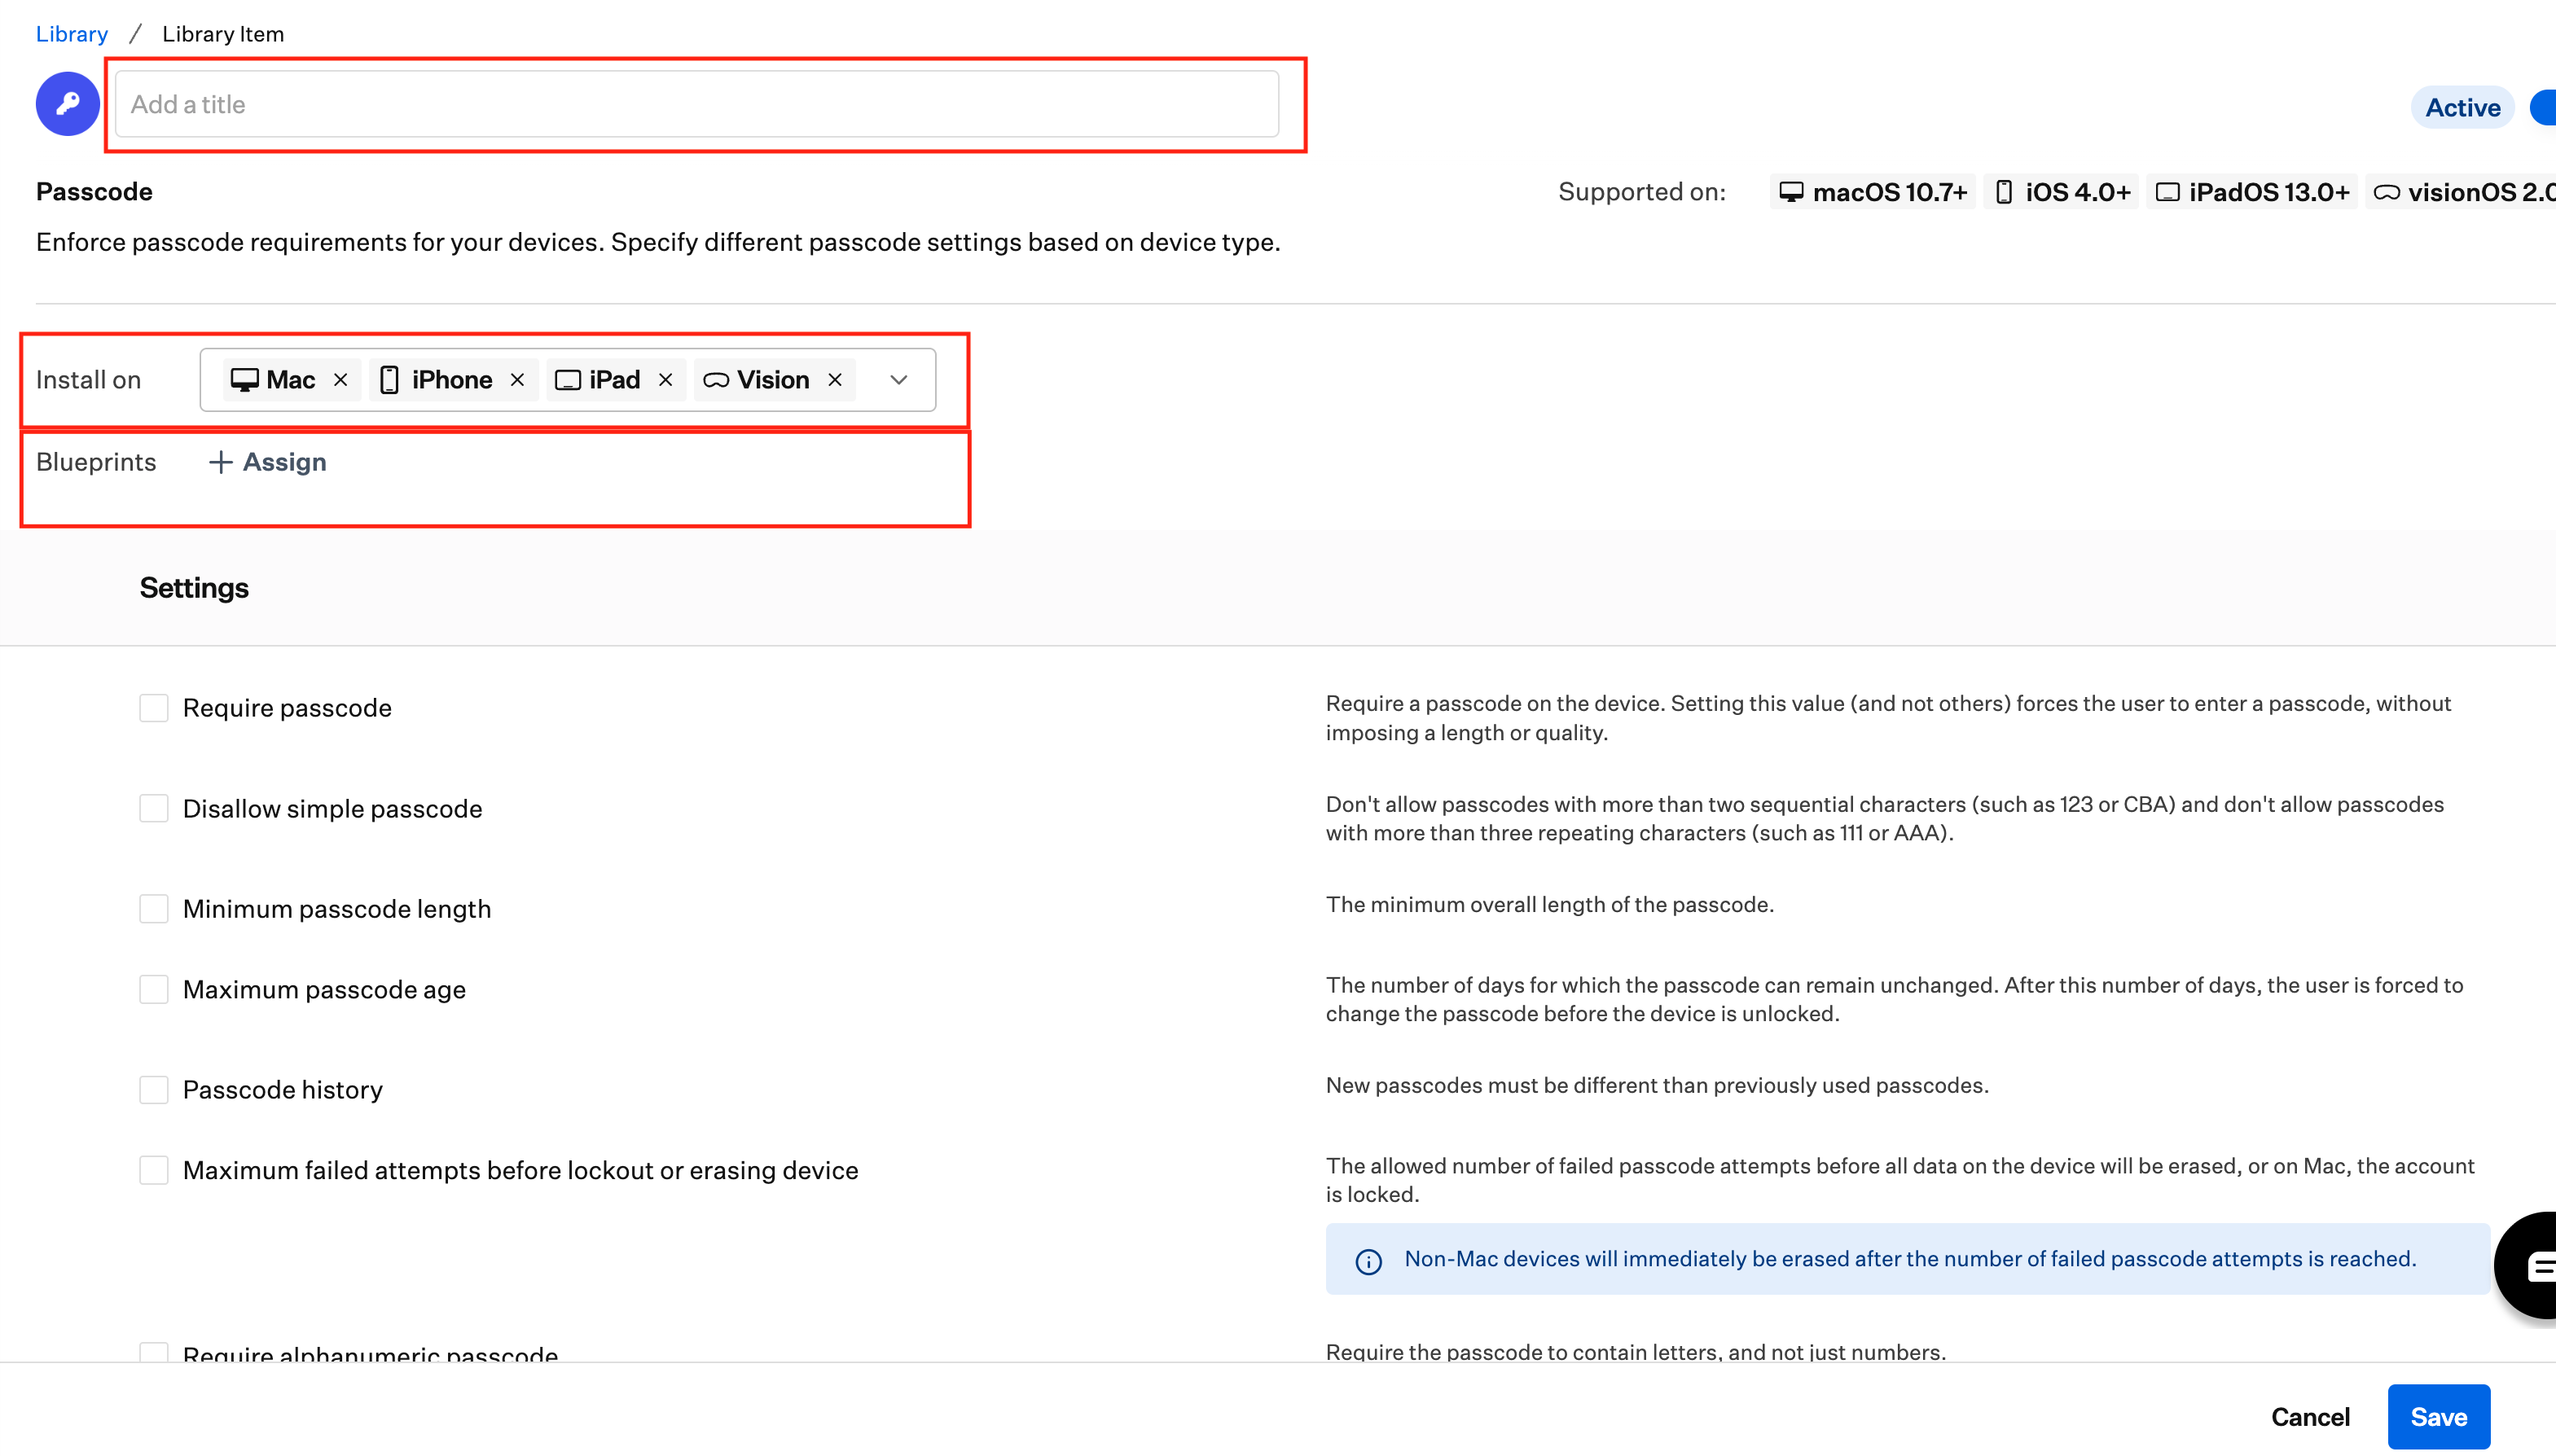 Library / Library Item
Add a title
Active
Passcode
Supported on: macOS 10.7+ iOS 4.0+ iPadOS 13.0+ visionOS 2.0
Enforce passcode requirements for your devices. Specify different passcode settings based on device type.
Install on Mac iPhone iPad Vision
Blueprints + Assign
Settings
Require passcode
Require a passcode on the device. Setting this value (and not others) forces the user to enter a passcode, without
imposing a length or quality.
Disallow simple passcode
Don't allow passcodes with more than two sequential characters (such as 123 or CBA) and don't allow passcodes
with more than three repeating characters (such as 111 or AAA).
Minimum passcode length
The minimum overall length of the passcode.
Maximum passcode age
The number of days for which the passcode can remain unchanged. After this number of days, the user is forced to
change the passcode before the device is unlocked.
Passcode history
New passcodes must be different than previously used passcodes.
Maximum failed attempts before lockout or erasing device
The allowed number of failed passcode attempts before all data on the device will be erased, or on Mac, the account
is locked.
Non-Mac devices will immediately be erased after the number of failed passcode attempts is reached.
Require alphanumeric passcode
Require the passcode to contain letters, and not just numbers.
Cancel
Save